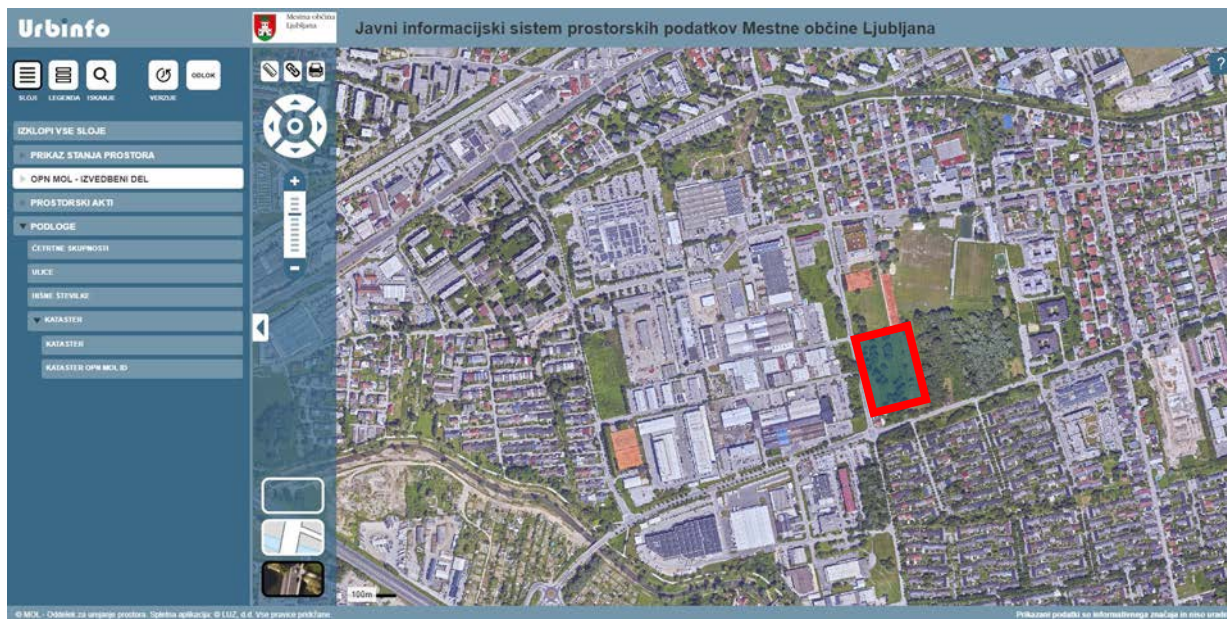 Urbinfo
Mestna občina
Ljubljana
Javni informacijski sistem prostorskih podatkov Mestne občine Ljubljana
ODLOK
SLOJI LEGENDA ISKANJE VERZIJE
?
IZKLOPI VSE SLOJE
PRIKAZ STANJA PROSTORA
OPN MOL - IZVEDBENI DEL
PROSTORSKI AKTI
PODLOGE
ČETRTNE SKUPNOSTI
ULICE
HIŠNE ŠTEVILKE
KATASTER
KATASTER
KATASTER OPN MOL ID
100m
© MOL - Oddelek za urejanje prostora. Spletna aplikacija: © LUZ, d.d. Vse pravice pridržane
Prikazani podatki so informativnega značaja in niso